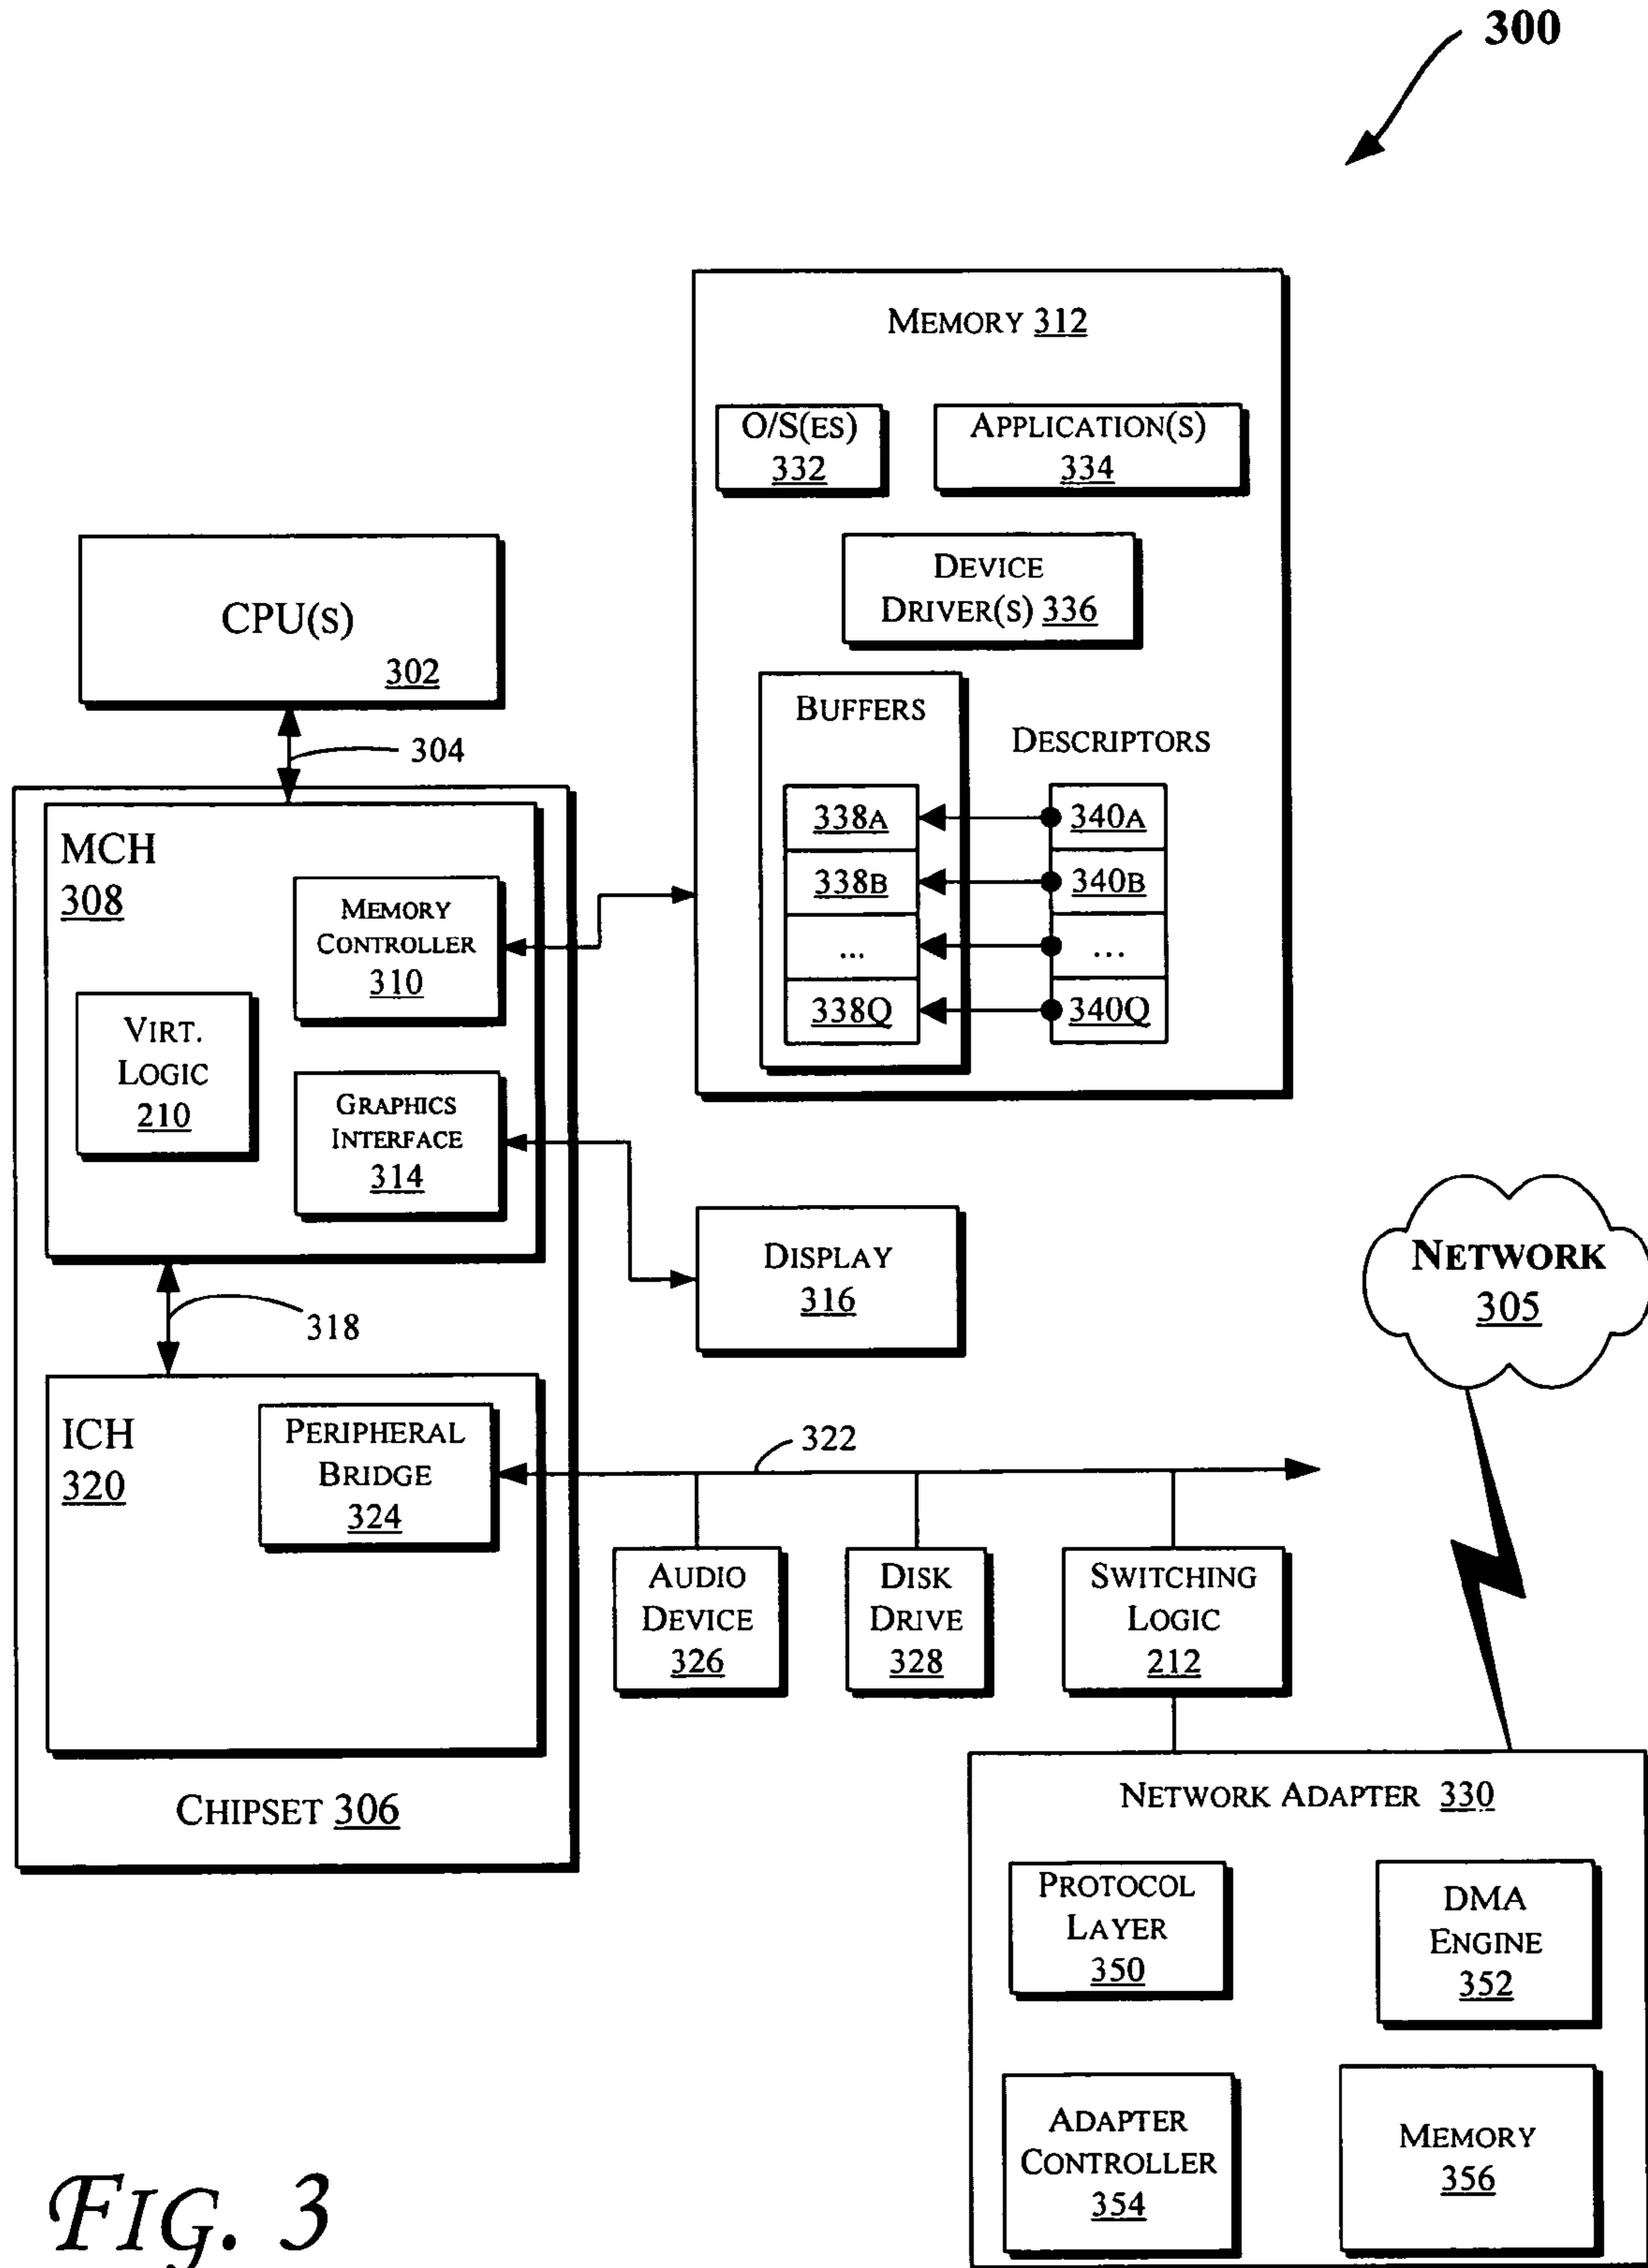 300
MEMORY 312
O/S(ES)
332
APPLICATION(S)
334
DEVICE
DRIVER(S) 336
CPU(S)
302
304
BUFFERS
DESCRIPTORS
338A
340A
338B
340B
...
...
338Q
340Q
MCH
308
MEMORY
CONTROLLER
310
VIRT.
LOGIC
210
GRAPHICS
INTERFACE
314
DISPLAY
316
NETWORK
305
318
ICH
320
PERIPHERAL
BRIDGE
324
322
AUDIO
DEVICE
326
DISK
DRIVE
328
SWITCHING
LOGIC
212
CHIPSET 306
NETWORK ADAPTER 330
PROTOCOL
LAYER
350
DMA
ENGINE
352
ADAPTER
CONTROLLER
354
MEMORY
356
FIG. 3